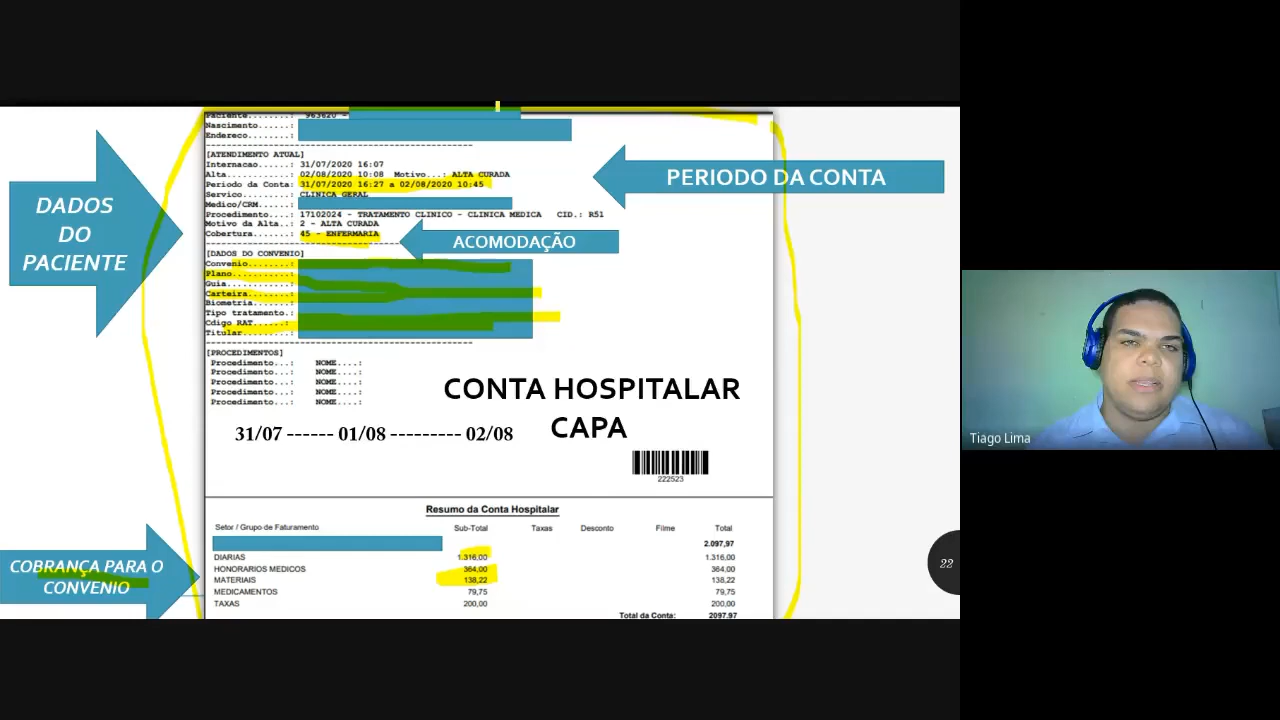 DADOS
DO
PACIENTE
Paciente.......: 963620 -
Nascimento......:
Endereco........:
[ATENDIMENTO ATUAL]
Internacao......: 31/07/2020 16:07
Alta............: 02/08/2020 10:08 Motivo...: ALTA CURADA
Periodo da Conta: 31/07/2020 16:27 a 02/08/2020 10:45
Servico.........: CLINICA GERAL
Medico/CRM......:
Procedimento....: 17102024 - TRATAMENTO CLINICO - CLINICA MEDICA CID.: R51
Motivo da Alta..: 2 - ALTA CURADA
Cobertura.......: 45 - ENFERMARIA
PERIODO DA CONTA
ACOMODAÇÃO
[DADOS DO CONVENIO]
Convenio........:
Plano...........:
Guia............:
Carteira........:
Biometria.......:
Tipo tratamento.:
Cdigo RAT......:
Titular.........:
[PROCEDIMENTOS]
Procedimento...: NOME....:
Procedimento...: NOME....:
Procedimento...: NOME....:
Procedimento...: NOME....:
Procedimento...: NOME....:
CONTA HOSPITALAR
CAPA
31/07 ------ 01/08 --------- 02/08
222523
Resumo da Conta Hospitalar
Setor / Grupo de Faturamento Sub-Total Taxas Desconto Filme Total
2.097,97
DIARIAS 1.316,00 1.316,00
HONORARIOS MEDICOS 364,00 364,00
MATERIAIS 138,22 138,22
MEDICAMENTOS 79,75 79,75
TAXAS 200,00 200,00
Total da Conta: 2097.97
COBRANÇA PARA O
CONVENIO
22
Tiago Lima